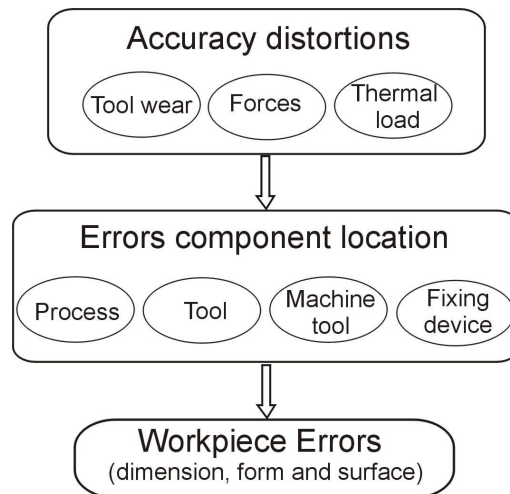 Accuracy distortions
Tool wear
Forces
Thermal
load
Errors component location
Process
Tool
Machine
tool
Fixing
device
Workpiece Errors
(dimension, form and surface)